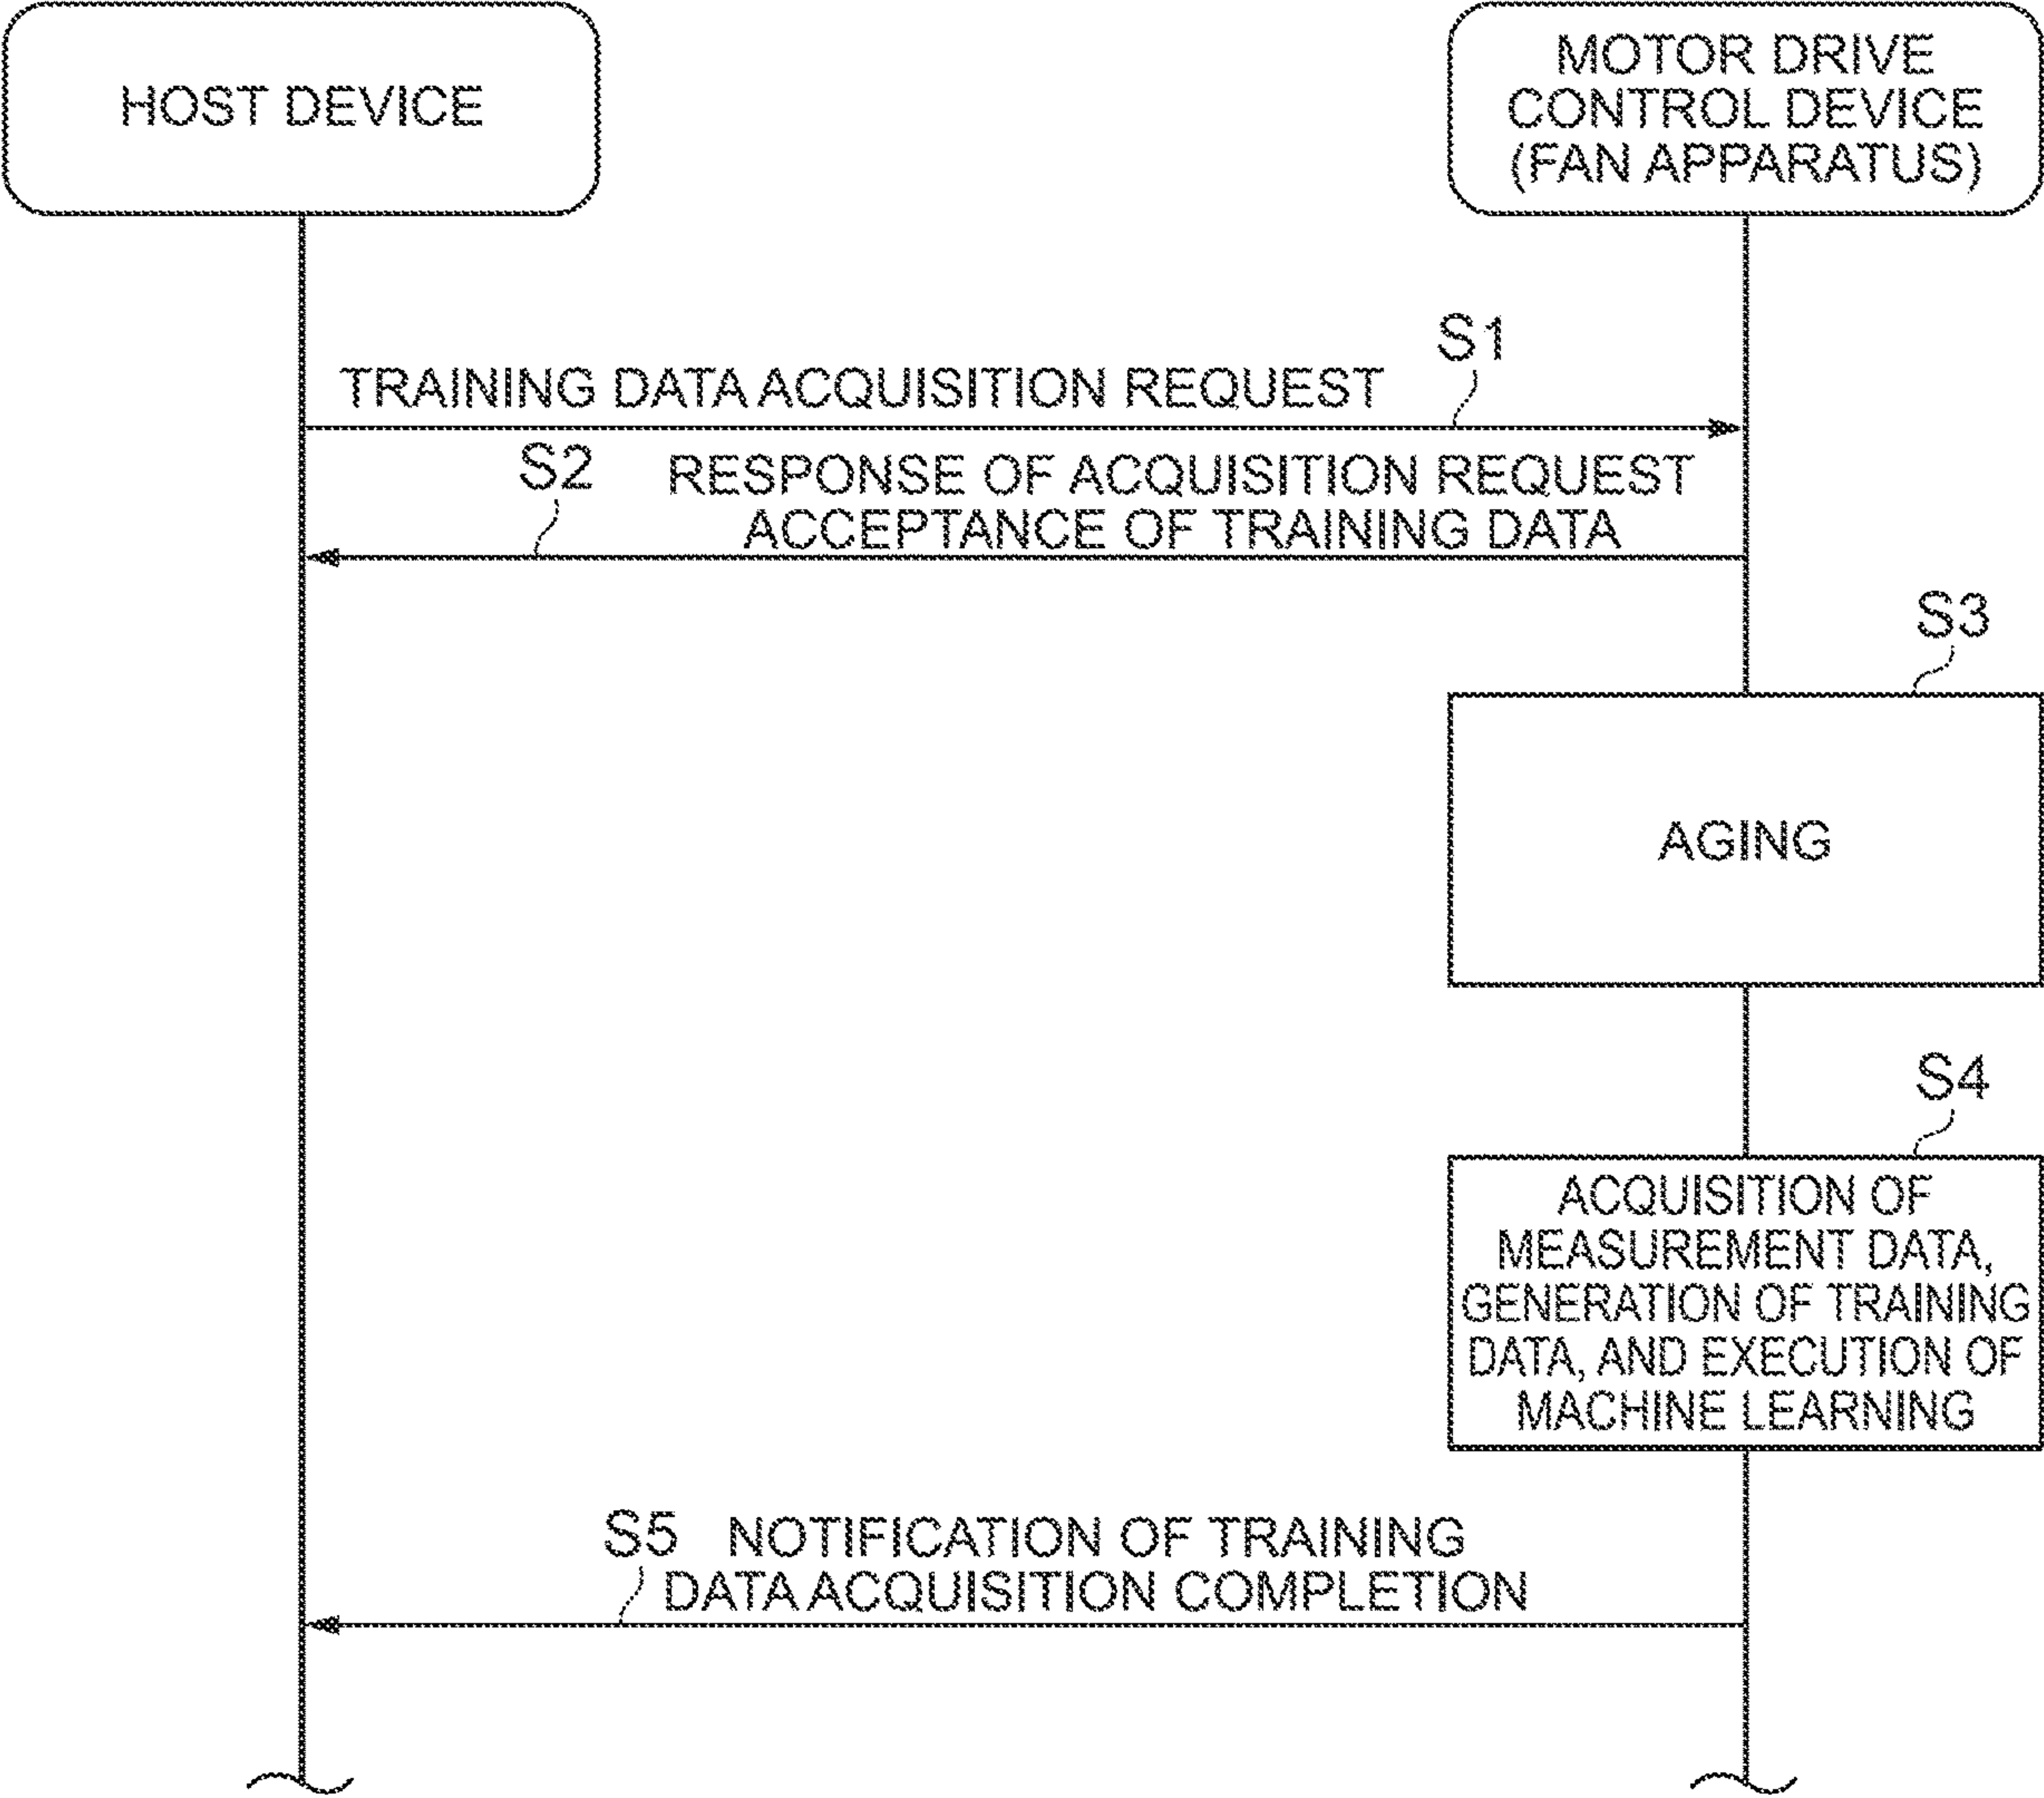 HOST DEVICE
MOTOR DRIVE
CONTROL DEVICE
(FAN APPARATUS)
S1
TRAINING DATA ACQUISITION REQUEST
S2
RESPONSE OF ACQUISITION REQUEST
ACCEPTANCE OF TRAINING DATA
S3
AGING
S4
ACQUISITION OF
MEASUREMENT DATA,
GENERATION OF TRAINING
DATA, AND EXECUTION OF
MACHINE LEARNING
S5
NOTIFICATION OF TRAINING
DATA ACQUISITION COMPLETION